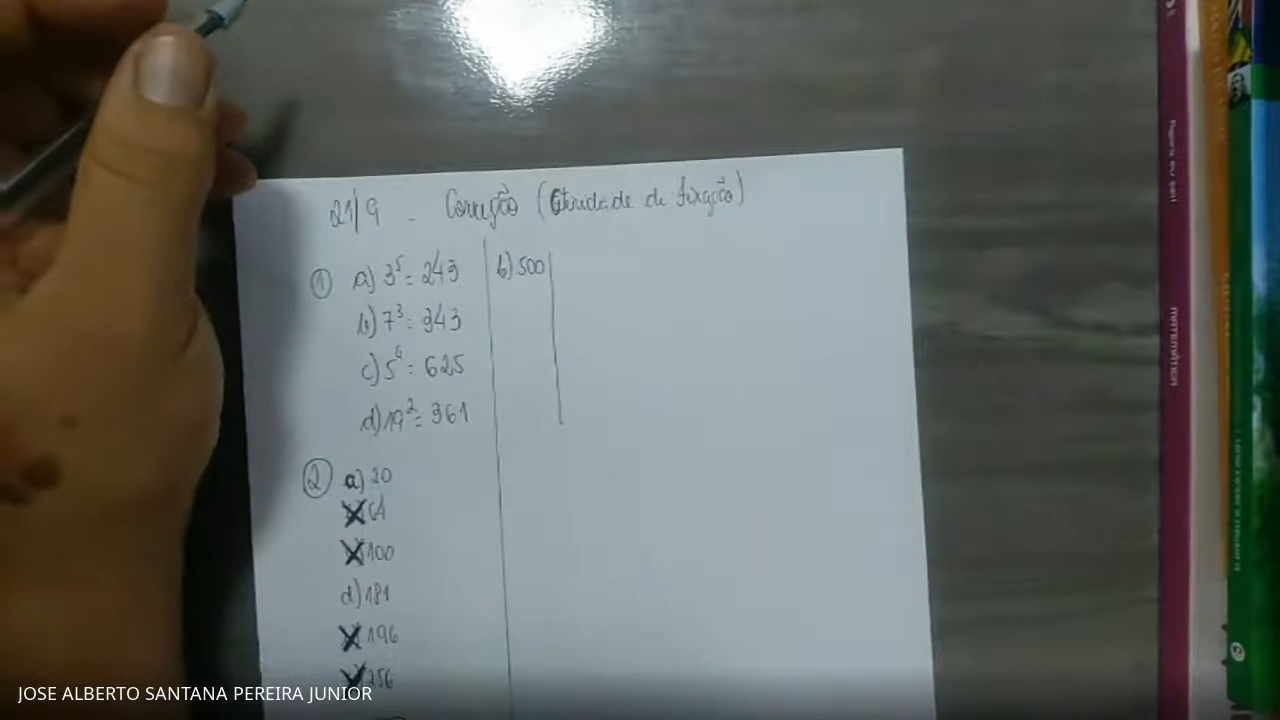 21/9 - Correção (Atividade de fixação)
① a) 3⁵ = 243
b) 7³ = 343
c) 5⁴ = 625
d) 19² = 361
② a) 20
64
100
d) 181
196
256
b) 500
MATEMÁTICA
JOSE ALBERTO SANTANA PEREIRA JUNIOR